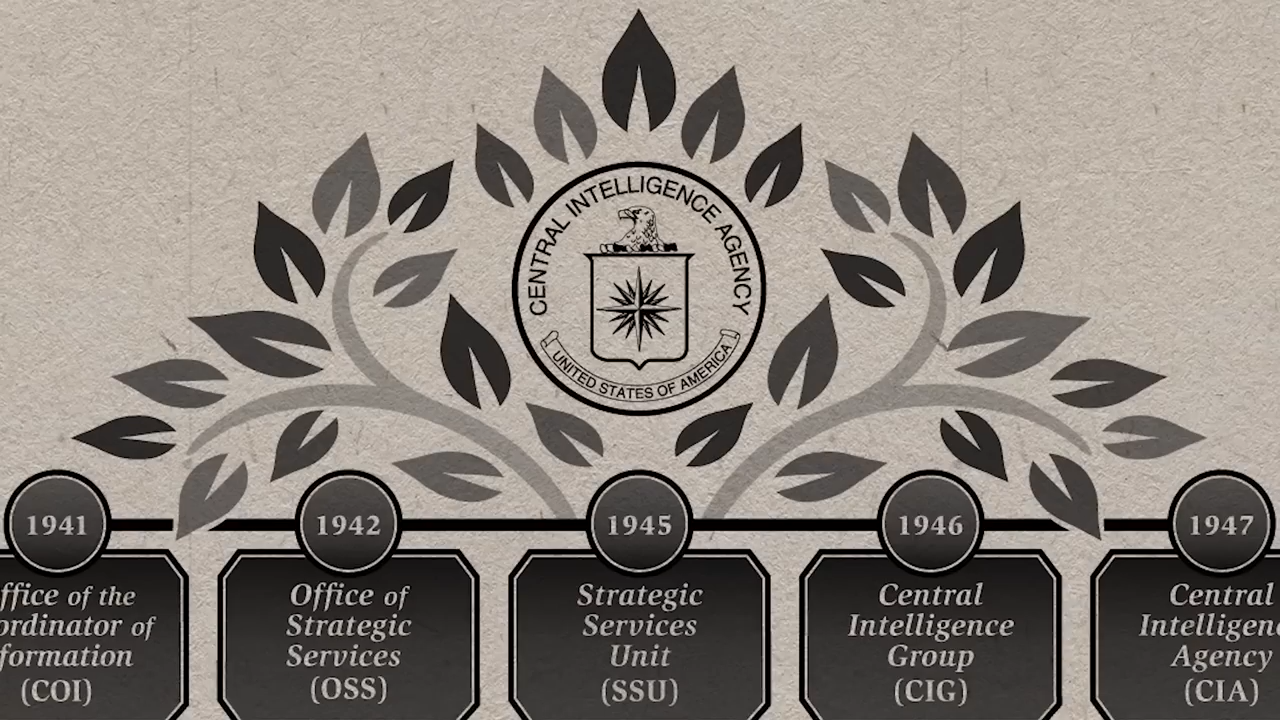 CENTRAL INTELLIGENCE AGENCY
UNITED STATES OF AMERICA
1941
ffice of the
ordinator of
formation
(COI)
1942
Office of
Strategic
Services
(OSS)
1945
Strategic
Services
Unit
(SSU)
1946
Central
Intelligence
Group
(CIG)
1947
Central
Intelligen
Agency
(CIA)